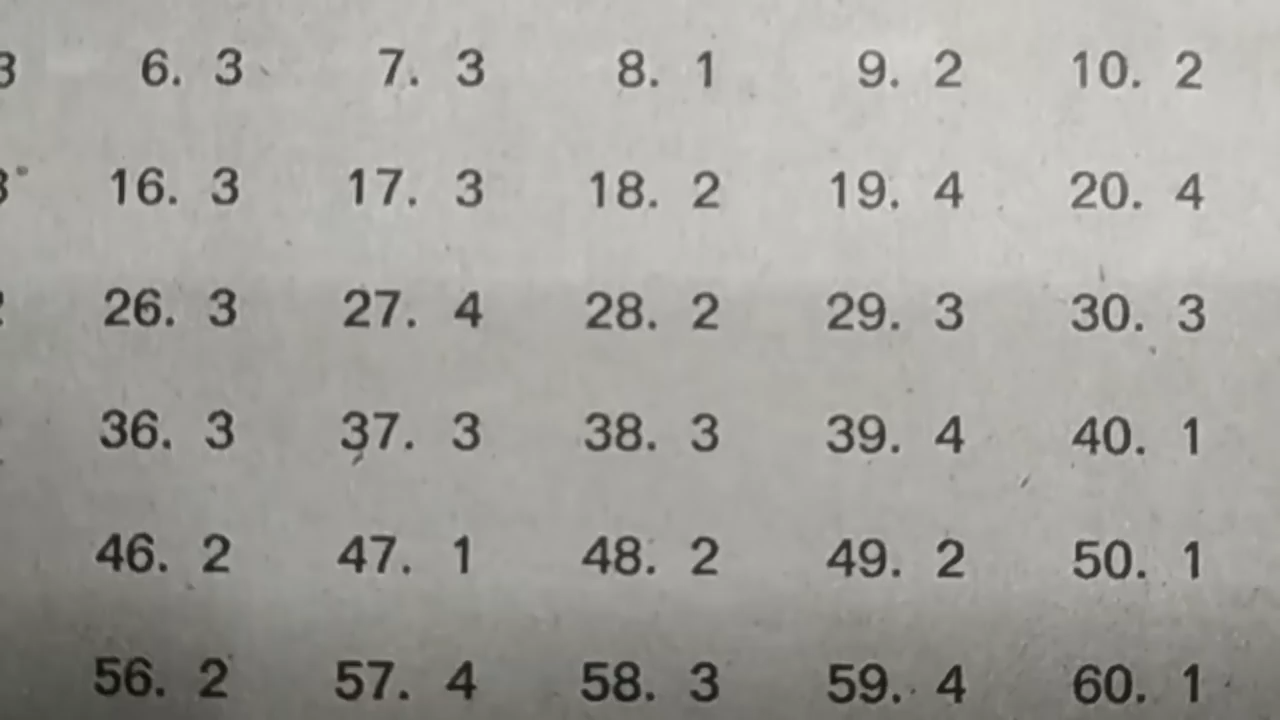 3 6. 3 7. 3 8. 1 9. 2 10. 2
3 16. 3 17. 3 18. 2 19. 4 20. 4
26. 3 27. 4 28. 2 29. 3 30. 3
36. 3 37. 3 38. 3 39. 4 40. 1
46. 2 47. 1 48. 2 49. 2 50. 1
56. 2 57. 4 58. 3 59. 4 60. 1